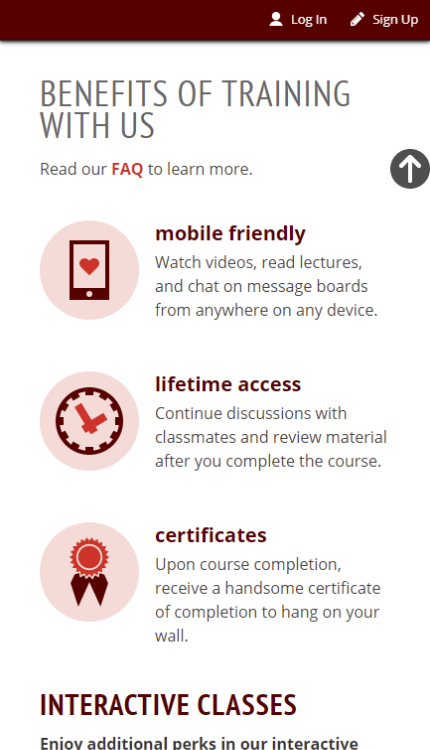 Log In Sign Up
BENEFITS OF TRAINING
WITH US
Read our FAQ to learn more.
mobile friendly
Watch videos, read lectures,
and chat on message boards
from anywhere on any device.
lifetime access
Continue discussions with
classmates and review material
after you complete the course.
certificates
Upon course completion,
receive a handsome certificate
of completion to hang on your
wall.
INTERACTIVE CLASSES
Enjoy additional perks in our interactive